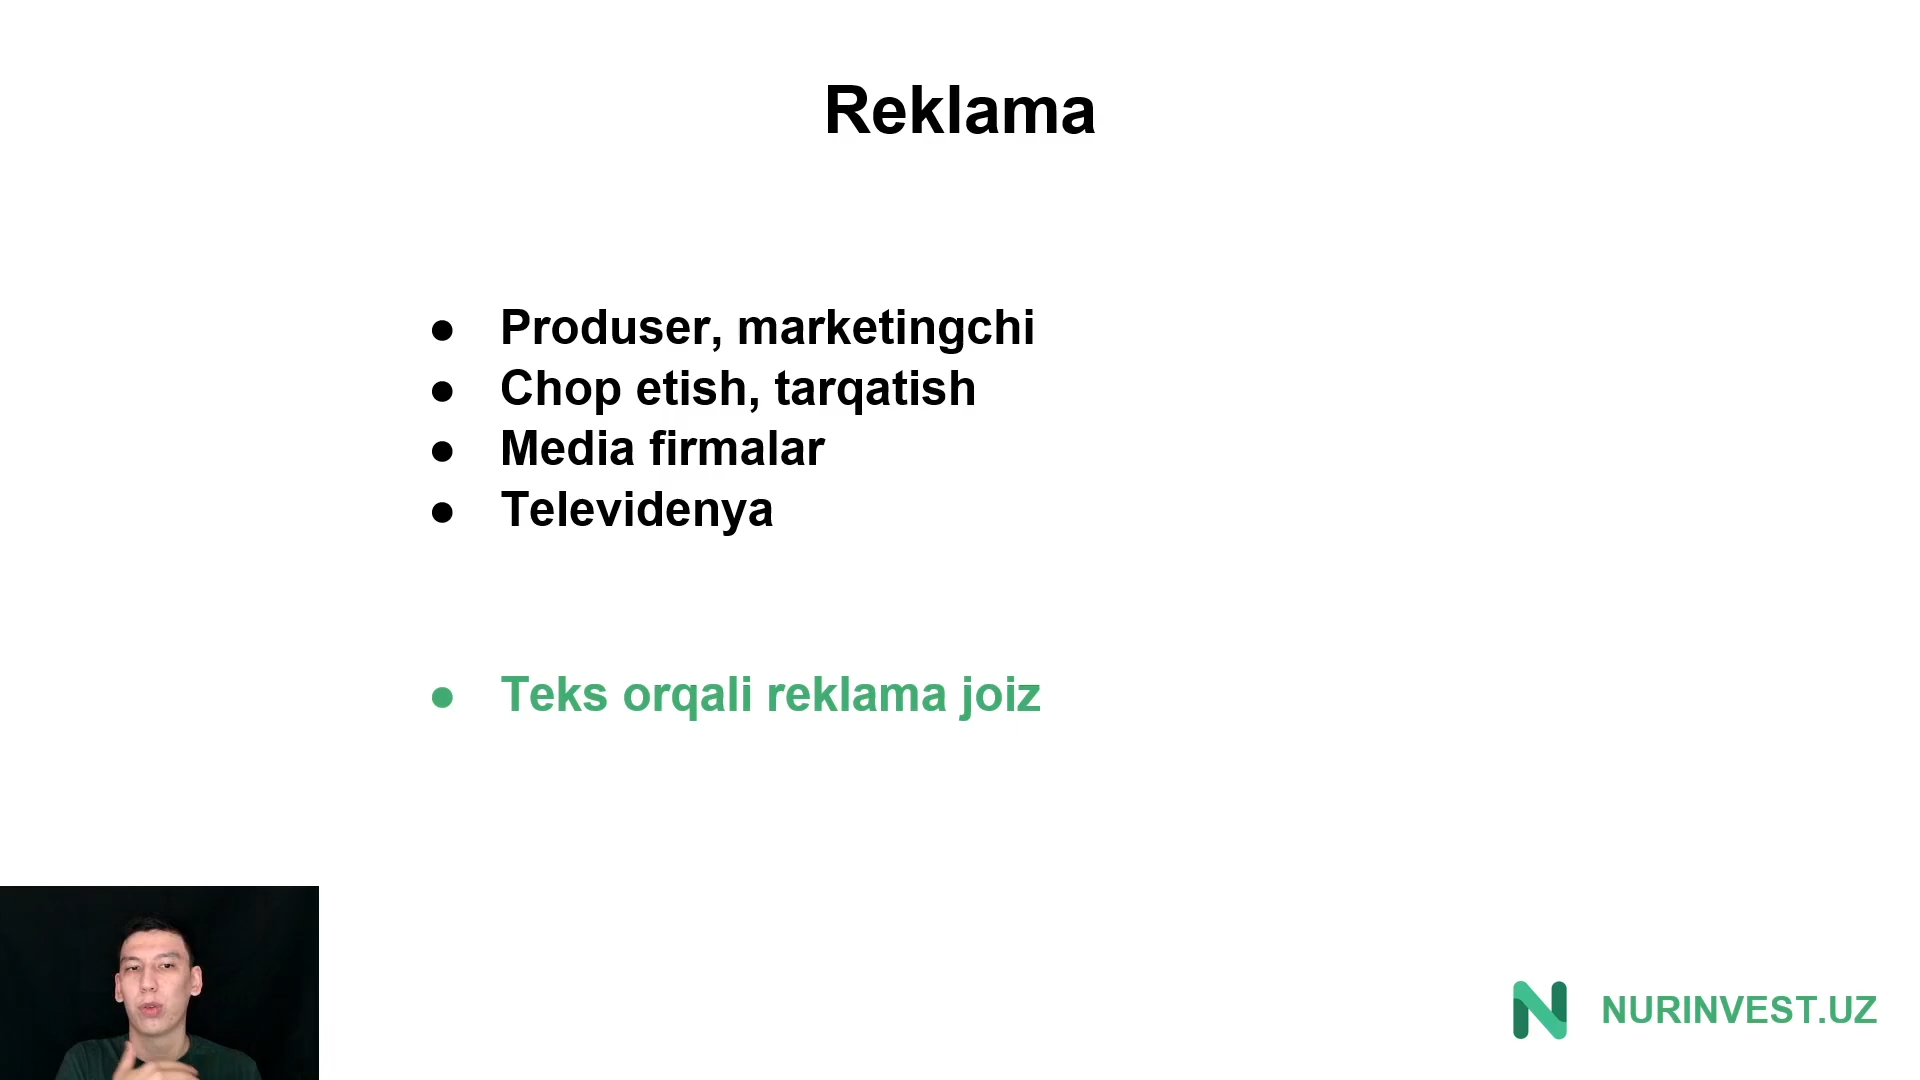 Reklama
Produser, marketingchi
Chop etish, tarqatish
Media firmalar
Televidenya
Teks orqali reklama joiz
NURINVEST.UZ